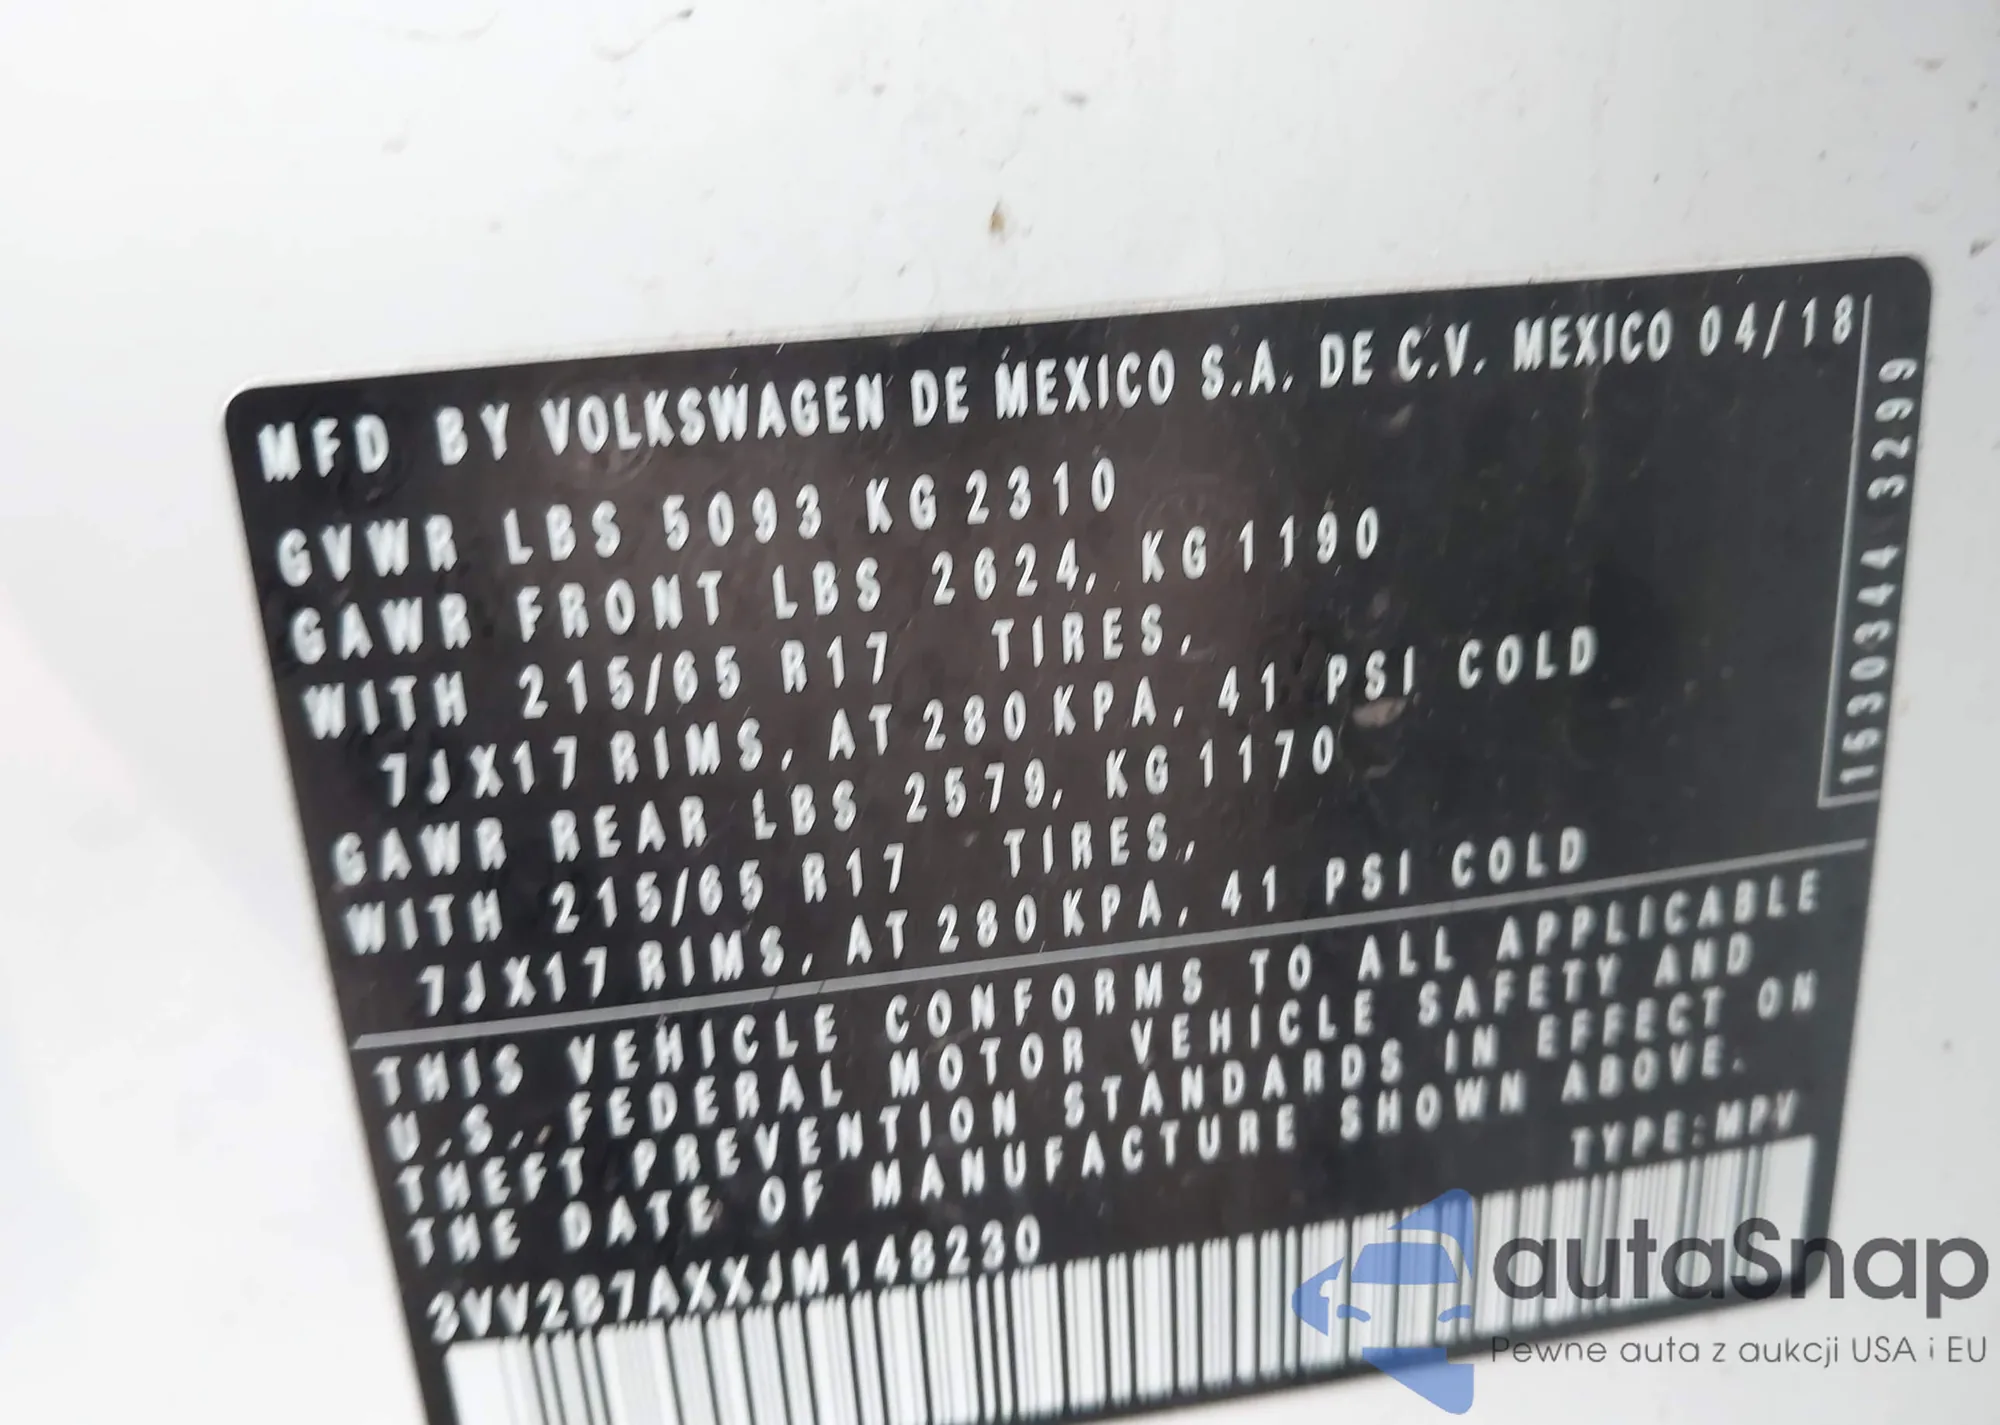 MFD BY VOLKSWAGEN DE MEXICO S.A. DE C.V. MEXICO 04/18
GVWR LBS 5093 KG 2310
GAWR FRONT LBS 2624, KG 1190
WITH 215/65 R17 TIRES,
7JX17 RIMS, AT 280 KPA, 41 PSI COLD
GAWR REAR LBS 2579, KG 1170
WITH 215/65 R17 TIRES,
7JX17 RIMS, AT 280 KPA, 41 PSI COLD
1530344 3299
THIS VEHICLE CONFORMS TO ALL APPLICABLE
U.S. FEDERAL MOTOR VEHICLE SAFETY AND
THEFT PREVENTION STANDARDS IN EFFECT ON
THE DATE OF MANUFACTURE SHOWN ABOVE.
TYPE: MPV
3VV2B7AXXJM148230
autaSnap
Pewne auta z aukcji USA i EU